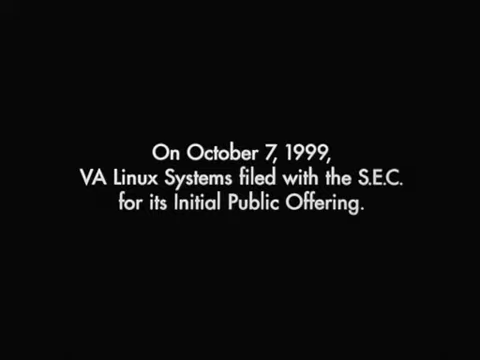 On October 7, 1999,
VA Linux Systems filed with the S.E.C.
for its Initial Public Offering.